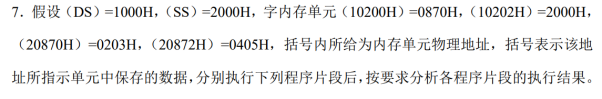 7．假设（DS）=1000H，（SS）=2000H，字内存单元（10200H）=0870H，（10202H）=2000H，
（20870H）=0203H，（20872H）=0405H，括号内所给为内存单元物理地址，括号表示该地
址所指示单元中保存的数据，分别执行下列程序片段后，按要求分析各程序片段的执行结果。